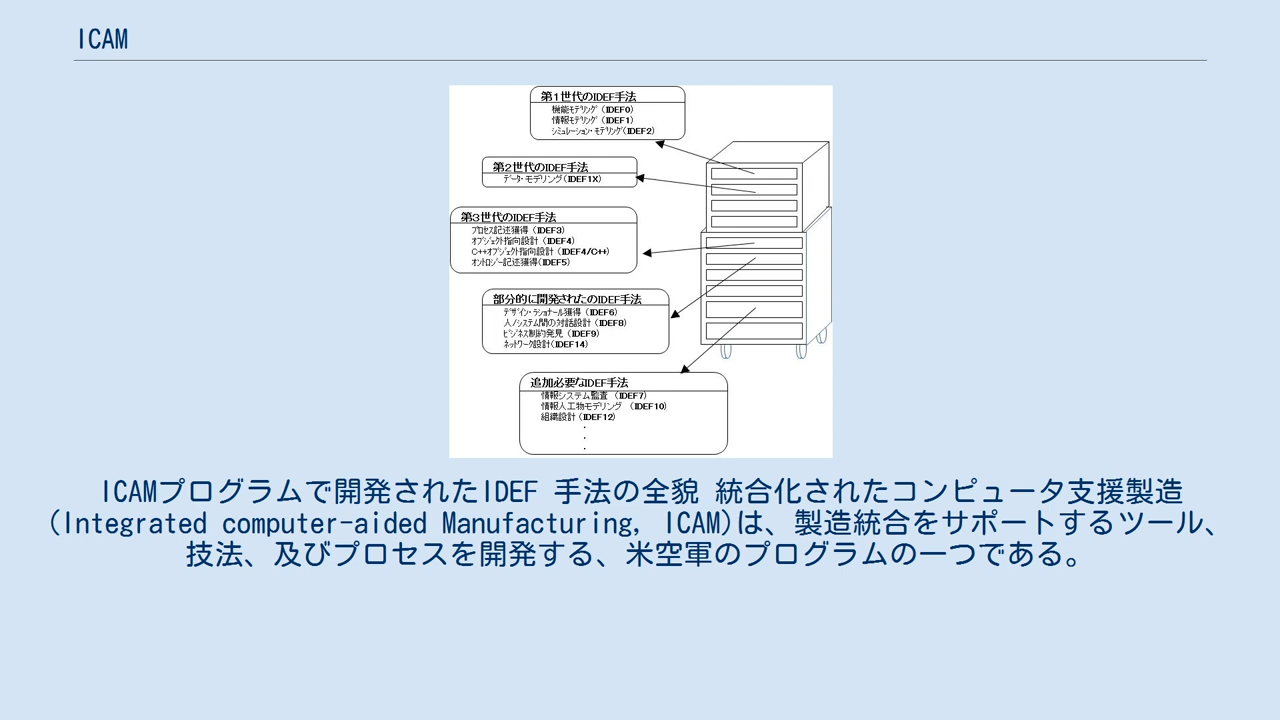 ICAM
第1世代のIDEF手法
機能モデリング (IDEF0)
情報モデリング (IDEF1)
シミュレーション・モデリング(IDEF2)
第2世代のIDEF手法
データ・モデリング(IDEF1X)
第3世代のIDEF手法
プロセス記述獲得 (IDEF3)
オブジェクト指向設計 (IDEF4)
C++オブジェクト指向設計 (IDEF4/C++)
オントロジー記述獲得(IDEF5)
部分的に開発されたのIDEF手法
デザイン・ラショナール獲得 (IDEF6)
人ノシステム間の対話設計 (IDEF8)
ビジネス制約発見 (IDEF9)
ネットワーク設計(IDEF14)
追加必要なIDEF手法
情報システム監査 (IDEF7)
情報人工物モデリング (IDEF10)
組織設計 (IDEF12)
.
.
.
ICAMプログラムで開発されたIDEF 手法の全貌 統合化されたコンピュータ支援製造
(Integrated computer-aided Manufacturing, ICAM)は、製造統合をサポートするツール、
技法、及びプロセスを開発する、米空軍のプログラムの一つである。